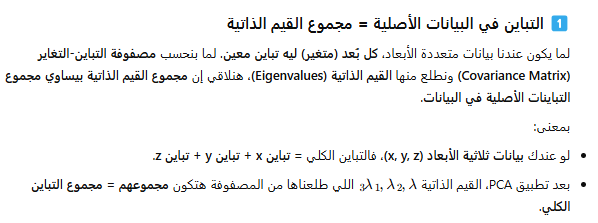 1 التباين في البيانات الأصلية = مجموع القيم الذاتية
لما يكون عندنا بيانات متعددة الأبعاد، كل بُعد (متغير) ليه تباين معين. لما بنحسب مصفوفة التباين-التغاير
(Covariance Matrix) ونطلع منها القيم الذاتية (Eigenvalues)، هنلاقي إن مجموع القيم الذاتية بيساوي مجموع
التباينات الأصلية في البيانات.
بمعنى:
• لو عندك بيانات ثلاثية الأبعاد (x, y, z)، فالتباين الكلي = تباين x + تباين y + تباين z.
• بعد تطبيق PCA، القيم الذاتية ₃λ₁, λ₂, λ اللي طلعناها من المصفوفة هتكون مجموعهم = مجموع التباين
الكلي.